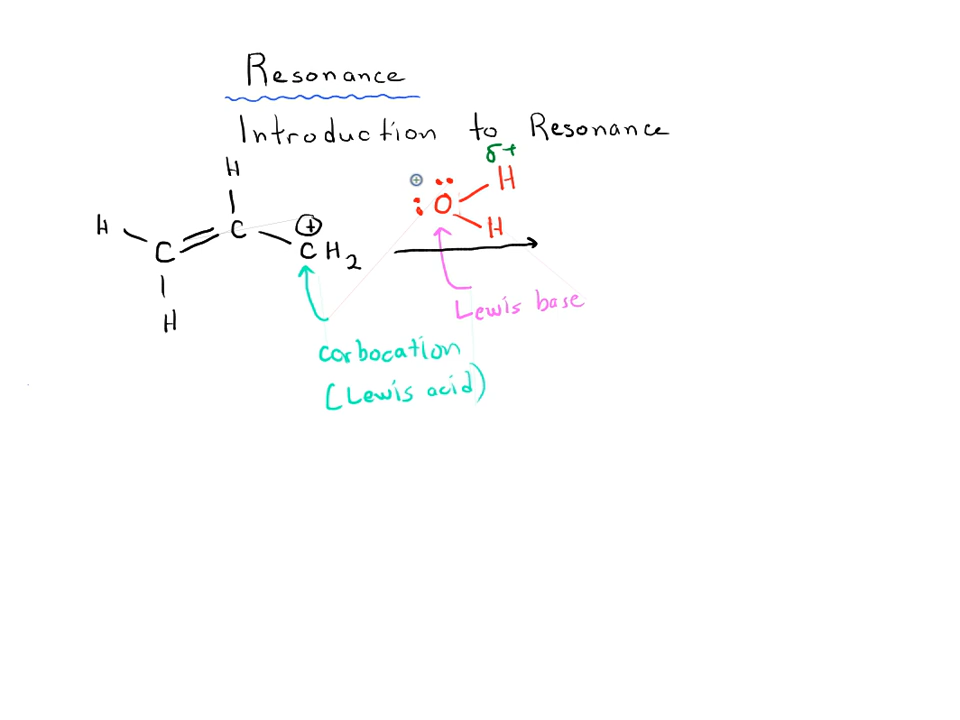 Resonance
Introduction to Resonance
δ+
H
H
H
:Ö
H
C
C
⊕
CH2
H
Lewis base
carbocation
(Lewis acid)